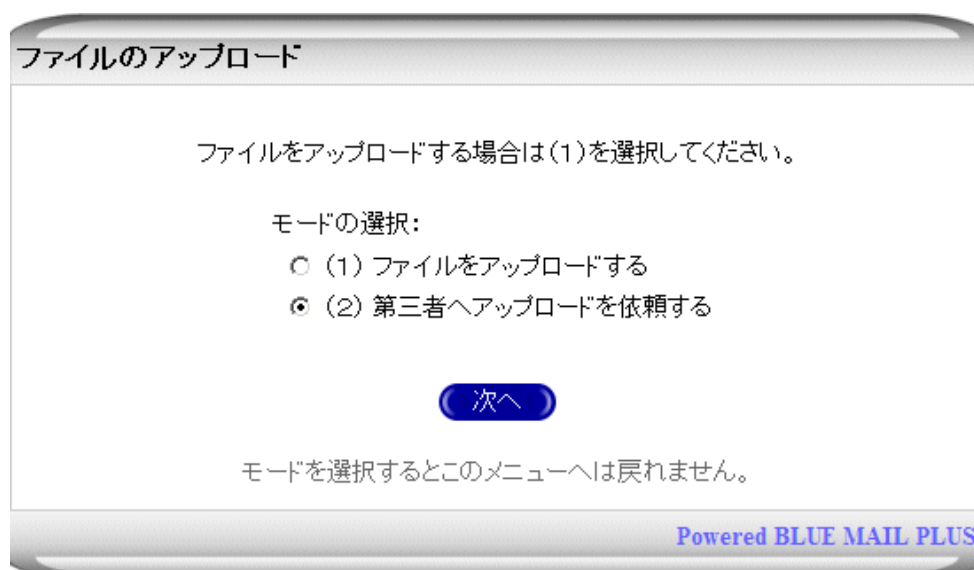 ファイルのアップロード
ファイルをアップロードする場合は(1)を選択してください。
モードの選択:
(1) ファイルをアップロードする
(2) 第三者へアップロードを依頼する
次へ
モードを選択するとこのメニューへは戻れません。
Powered BLUE MAIL PLUS